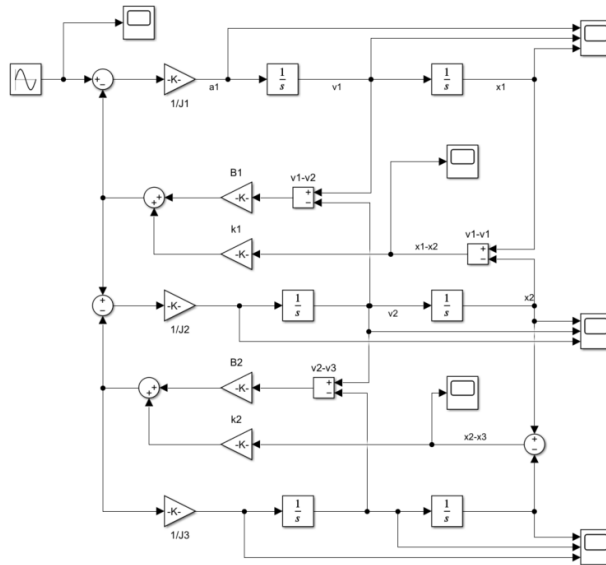 -K-
1/J1
a1
1
s
v1
1
s
x1
B1
-K-
v1-v2
k1
-K-
x1-x2
v1-v1
-K-
1/J2
1
s
v2
1
s
x2
B2
-K-
v2-v3
k2
-K-
x2-x3
-K-
1/J3
1
s
1
s